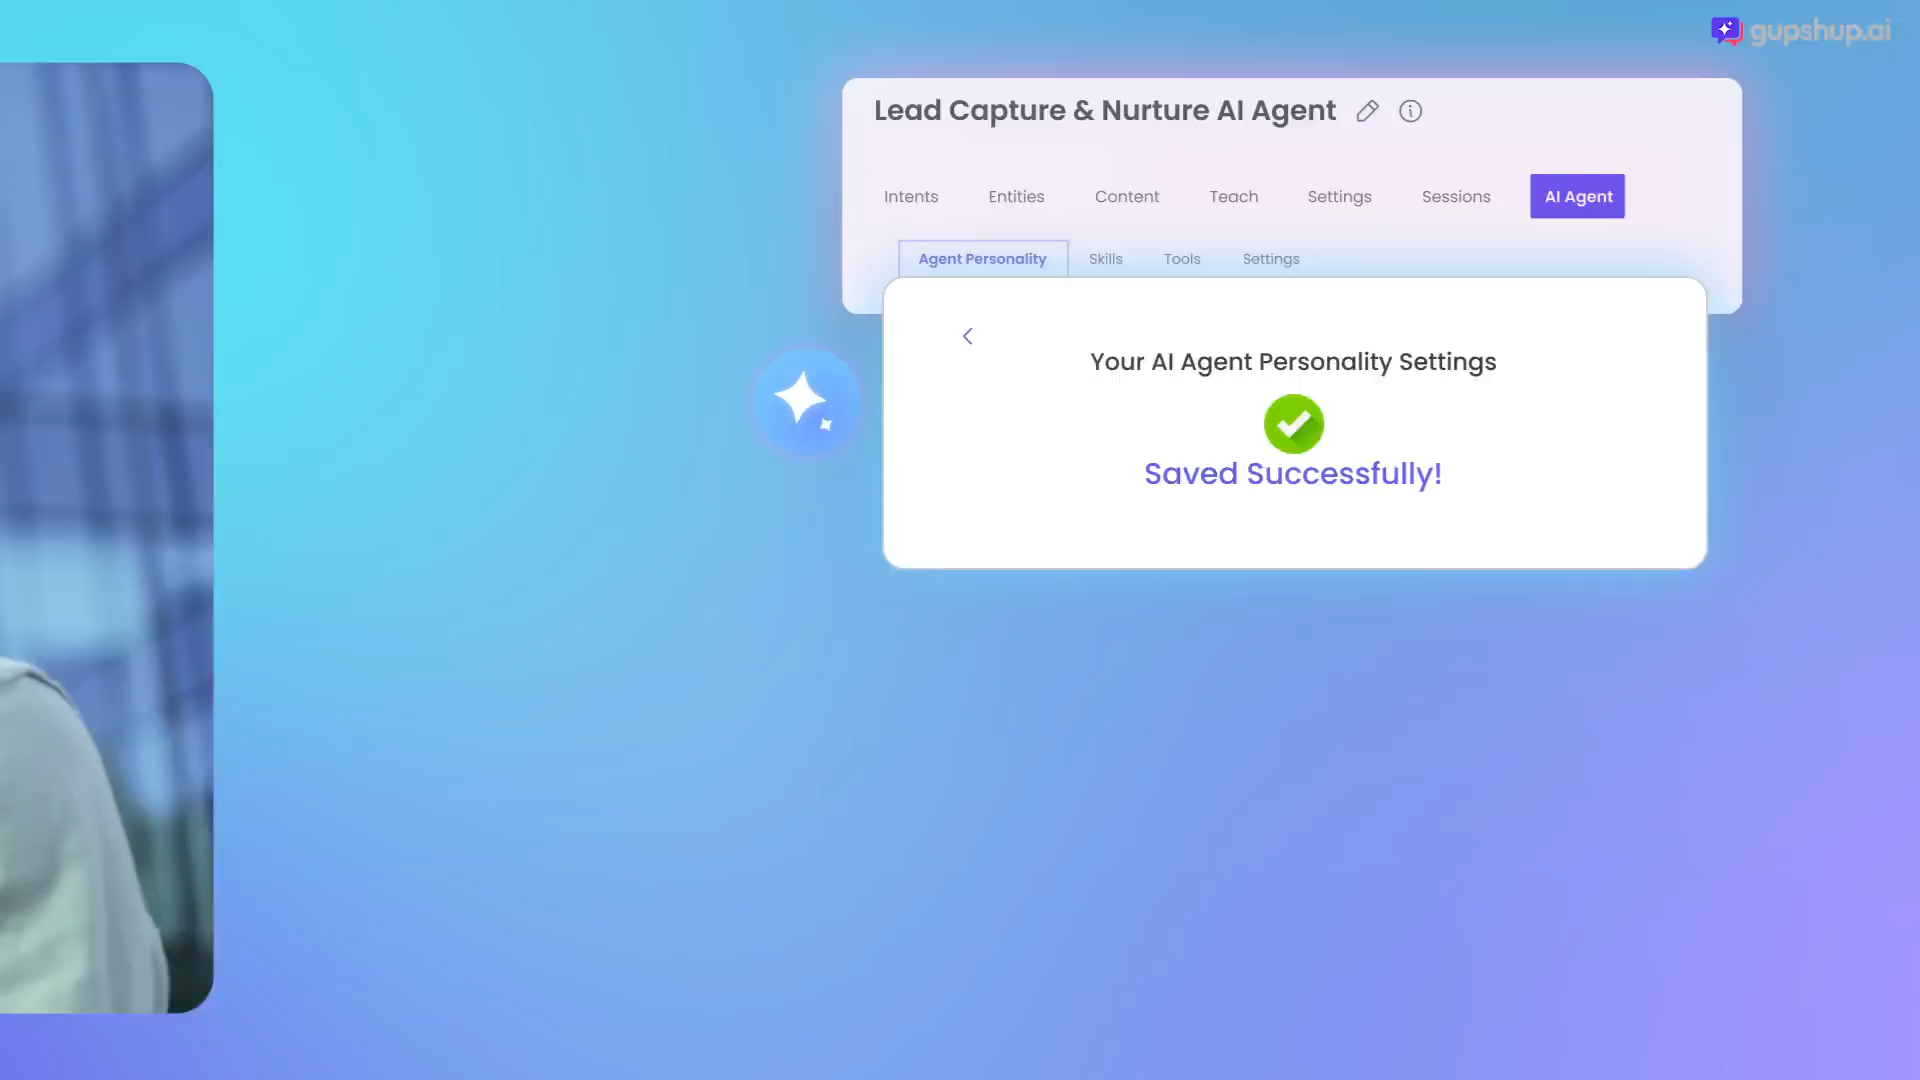 gupshup.ai
Lead Capture & Nurture AI Agent
Intents Entities Content Teach Settings Sessions AI Agent
Agent Personality Skills Tools Settings
Your AI Agent Personality Settings
Saved Successfully!